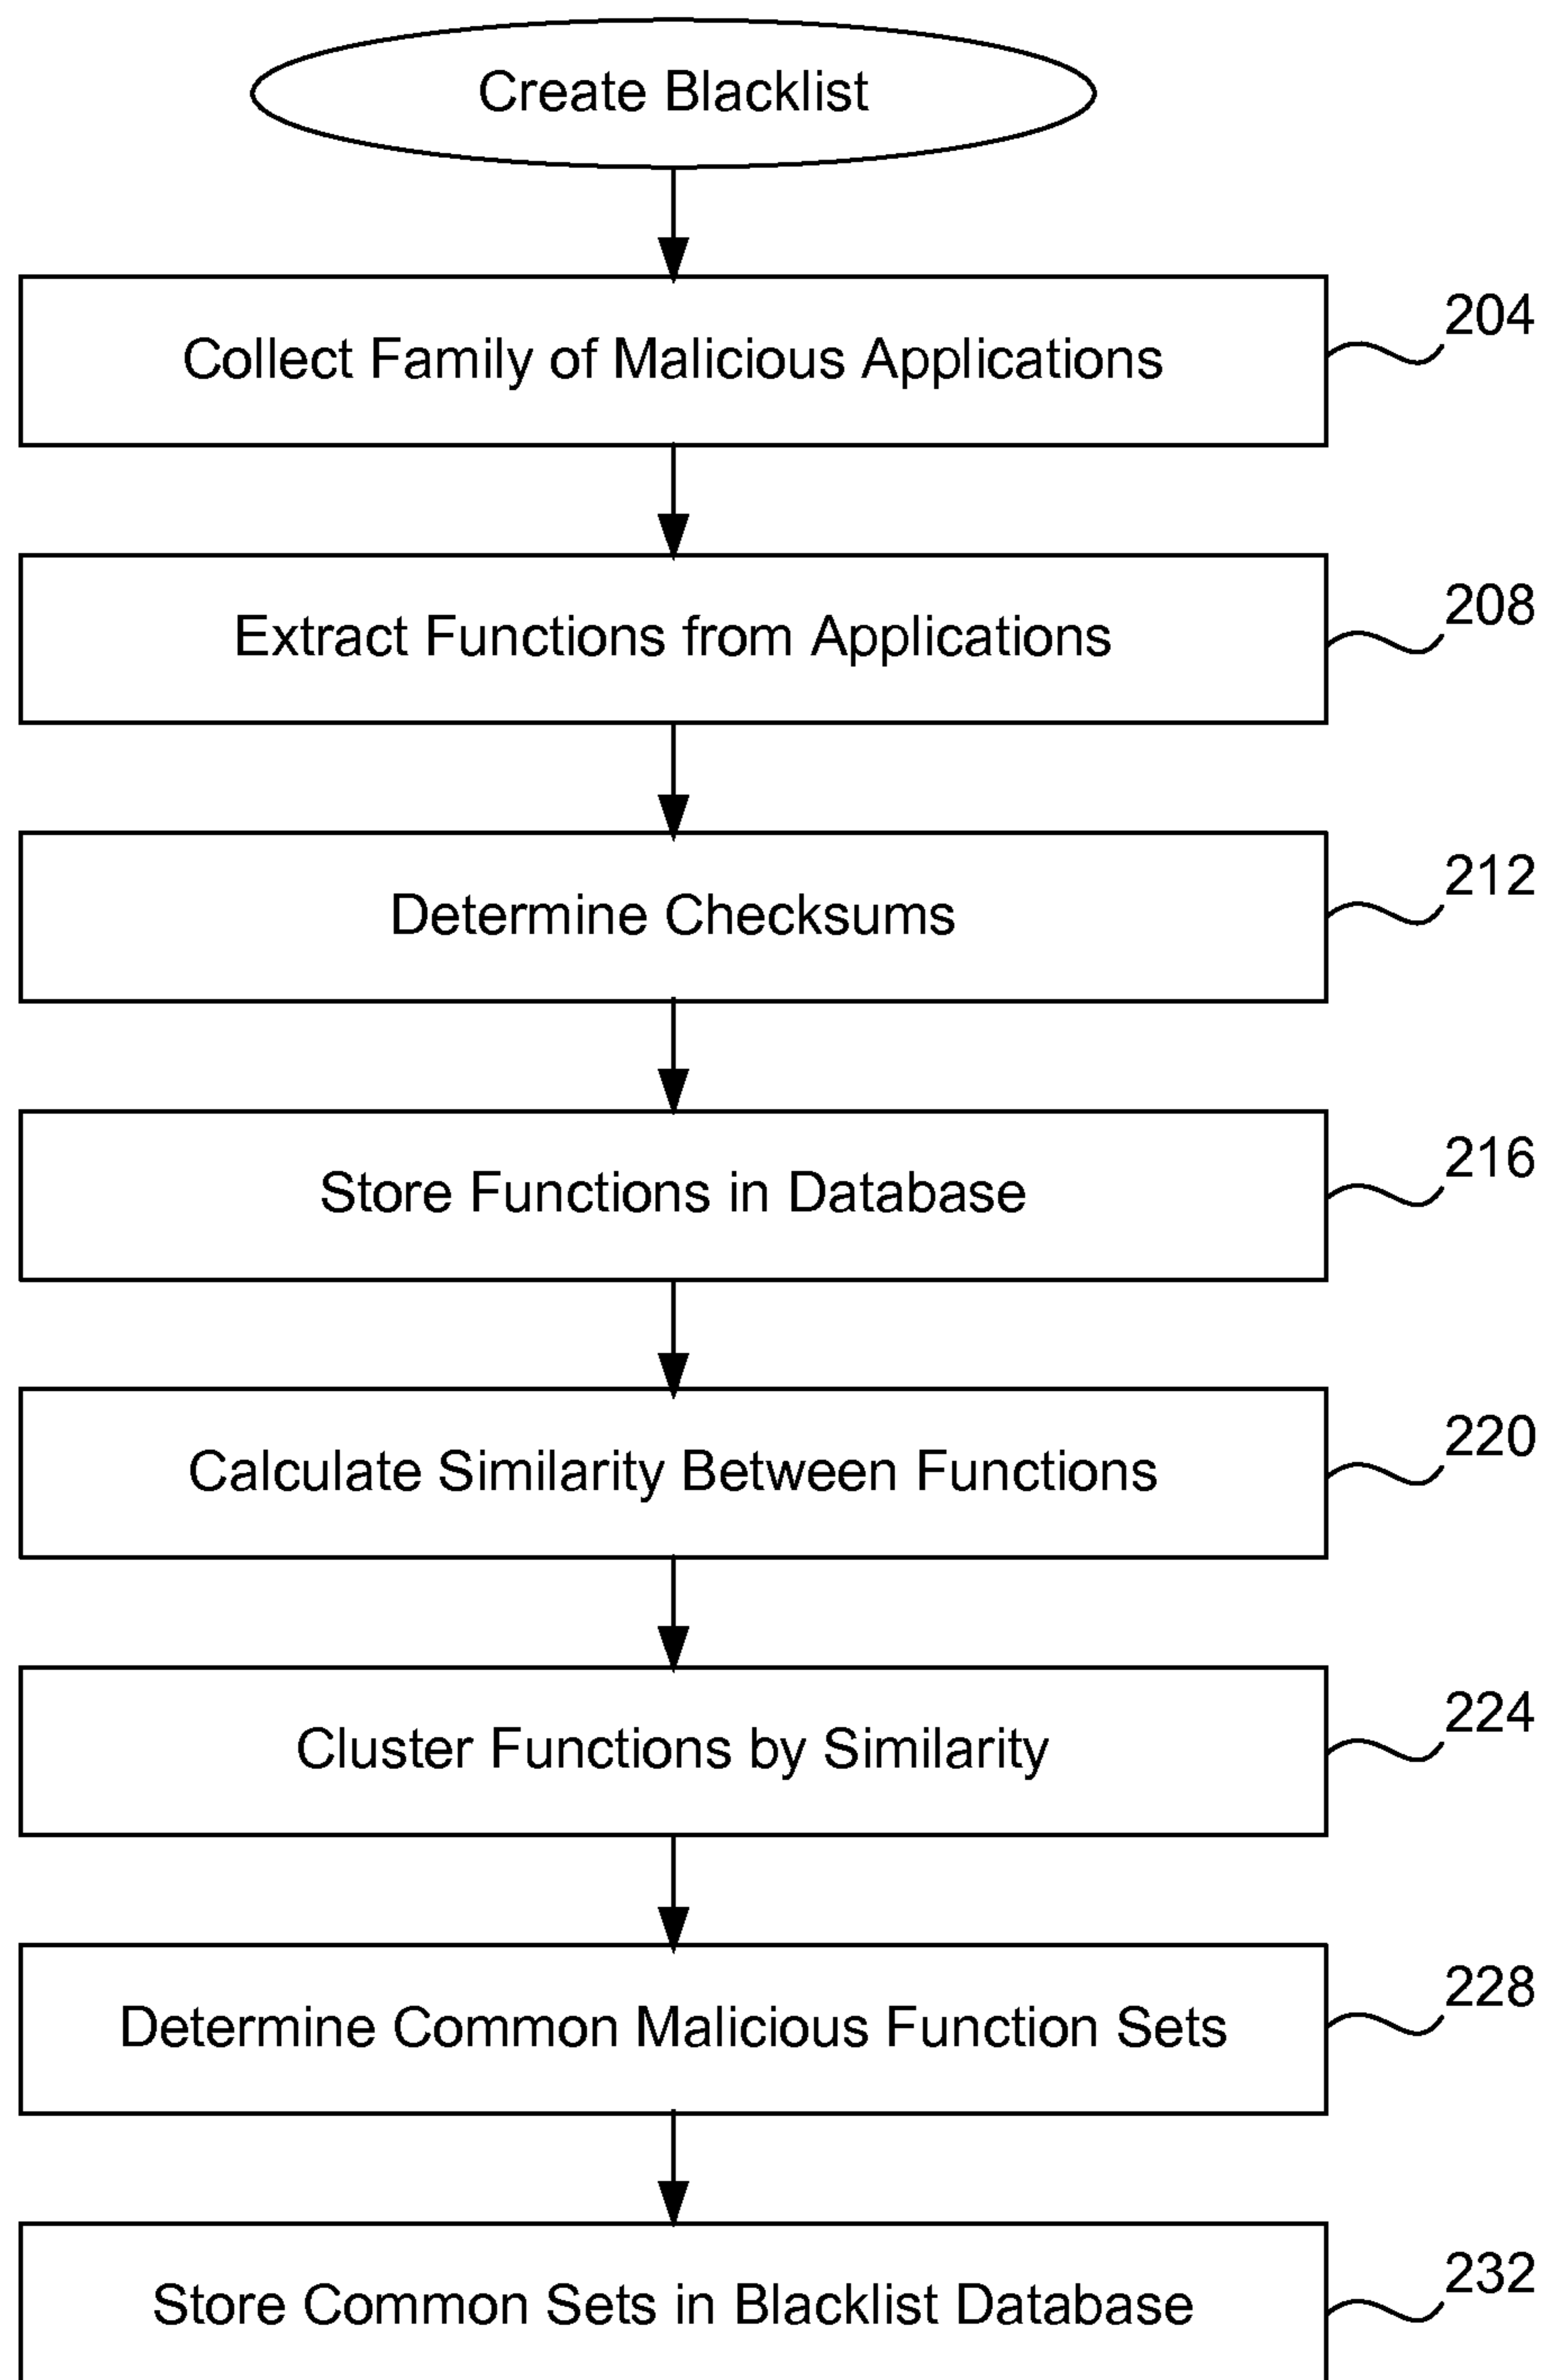 Create Blacklist
Collect Family of Malicious Applications
204
Extract Functions from Applications
208
Determine Checksums
212
Store Functions in Database
216
Calculate Similarity Between Functions
220
Cluster Functions by Similarity
224
Determine Common Malicious Function Sets
228
Store Common Sets in Blacklist Database
232